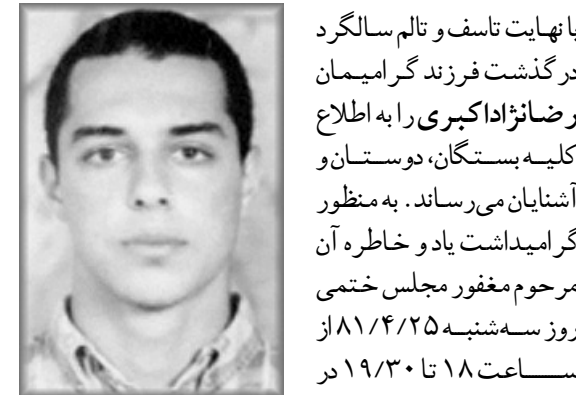 با نهایت تاسف و تالم سالگرد
درگذشت فرزند گرامیمان
رضانژاداکبری را به اطلاع
کلیه بستگان، دوستان و
آشنایان می‌رساند. به منظور
گرامیداشت یاد و خاطره آن
مرحوم مغفور مجلس ختمی
روز سه‌شنبه ۸۱/۴/۲۵ از
ساعت ۱۸ تا ۱۹/۳۰ در